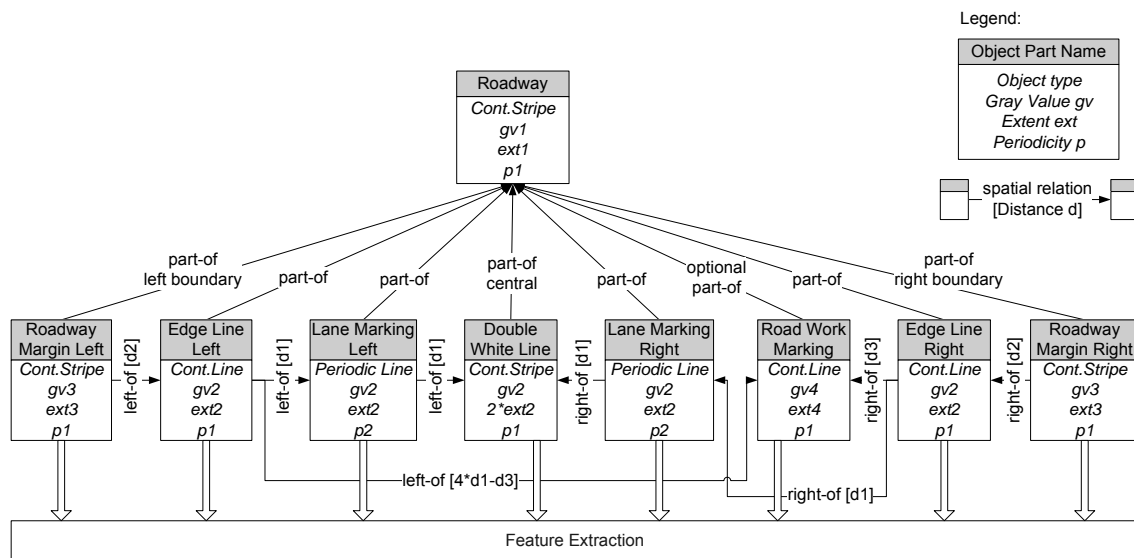 Legend:
Object Part Name
Object type
Gray Value gv
Extent ext
Periodicity p
spatial relation
[Distance d]
Roadway
Cont.Stripe
gv1
ext1
p1
part-of
left boundary
part-of
part-of
part-of
central
part-of
optional
part-of
part-of
part-of
right boundary
Roadway
Margin Left
Cont.Stripe
gv3
ext3
p1
left-of [d2]
Edge Line
Left
Cont.Line
gv2
ext2
p1
left-of [d1]
Lane Marking
Left
Periodic Line
gv2
ext2
p2
left-of [d1]
Double
White Line
Cont.Stripe
gv2
2*ext2
p1
right-of [d1]
Lane Marking
Right
Periodic Line
gv2
ext2
p2
Road Work
Marking
Cont.Line
gv4
ext4
p1
right-of [d3]
Edge Line
Right
Cont.Line
gv2
ext2
p1
right-of [d2]
Roadway
Margin Right
Cont.Stripe
gv3
ext3
p1
left-of [4*d1-d3]
right-of [d1]
Feature Extraction